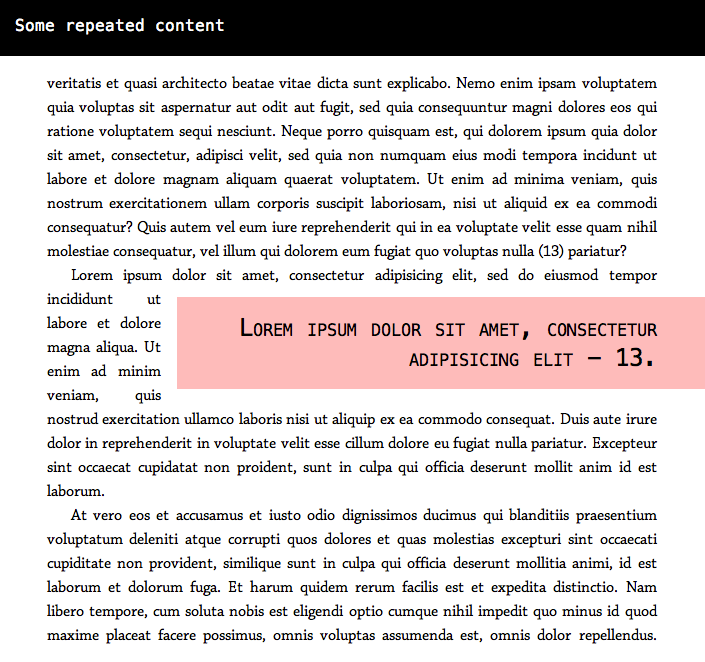 Some repeated content
veritatis et quasi architecto beatae vitae dicta sunt explicabo. Nemo enim ipsam voluptatem
quia voluptas sit aspernatur aut odit aut fugit, sed quia consequuntur magni dolores eos qui
ratione voluptatem sequi nesciunt. Neque porro quisquam est, qui dolorem ipsum quia dolor
sit amet, consectetur, adipisci velit, sed quia non numquam eius modi tempora incidunt ut
labore et dolore magnam aliquam quaerat voluptatem. Ut enim ad minima veniam, quis
nostrum exercitationem ullam corporis suscipit laboriosam, nisi ut aliquid ex ea commodi
consequatur? Quis autem vel eum iure reprehenderit qui in ea voluptate velit esse quam nihil
molestiae consequatur, vel illum qui dolorem eum fugiat quo voluptas nulla (13) pariatur?
Lorem ipsum dolor sit amet, consectetur adipisicing elit, sed do eiusmod tempor
incididunt ut
labore et dolore
magna aliqua. Ut
enim ad minim
veniam, quis
Lorem ipsum dolor sit amet, consectetur
adipisicing elit – 13.
nostrud exercitation ullamco laboris nisi ut aliquip ex ea commodo consequat. Duis aute irure
dolor in reprehenderit in voluptate velit esse cillum dolore eu fugiat nulla pariatur. Excepteur
sint occaecat cupidatat non proident, sunt in culpa qui officia deserunt mollit anim id est
laborum.
At vero eos et accusamus et iusto odio dignissimos ducimus qui blanditiis praesentium
voluptatum deleniti atque corrupti quos dolores et quas molestias excepturi sint occaecati
cupiditate non provident, similique sunt in culpa qui officia deserunt mollitia animi, id est
laborum et dolorum fuga. Et harum quidem rerum facilis est et expedita distinctio. Nam
libero tempore, cum soluta nobis est eligendi optio cumque nihil impedit quo minus id quod
maxime placeat facere possimus, omnis voluptas assumenda est, omnis dolor repellendus.